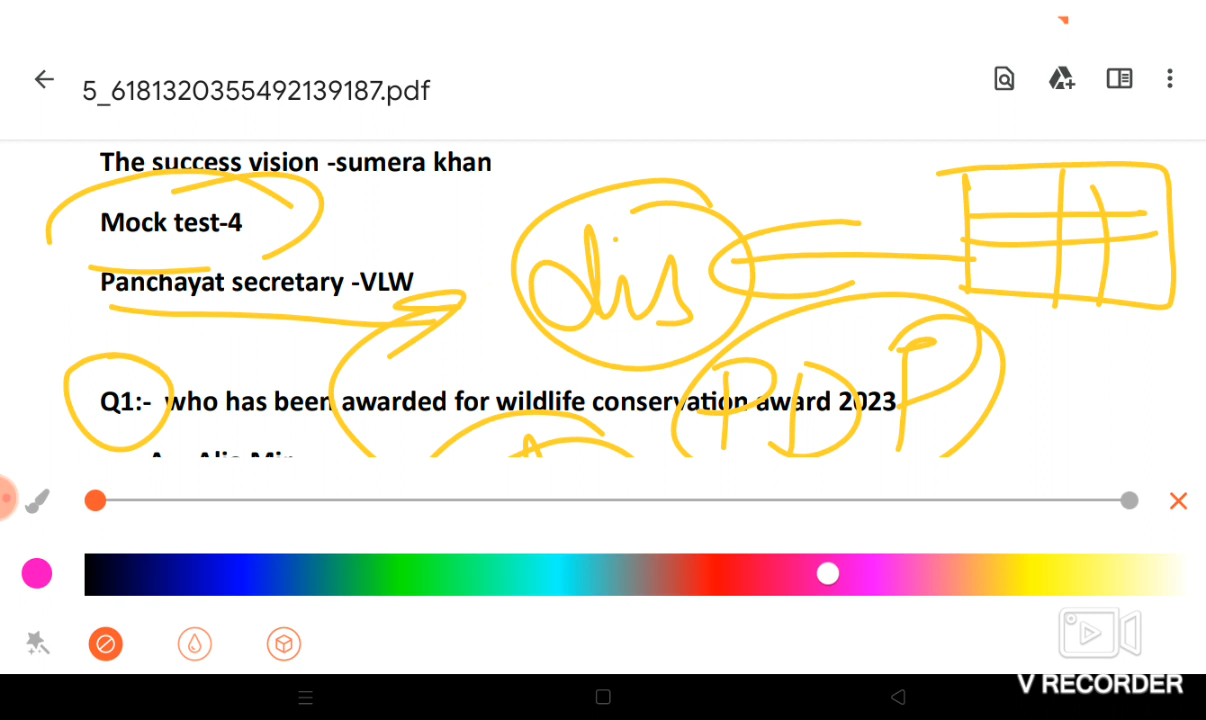 5_6181320355492139187.pdf
The success vision -sumera khan
Mock test-4
Panchayat secretary -VLW
dis
PDP
Q1:- who has been awarded for wildlife conservation award 2023
V RECORDER